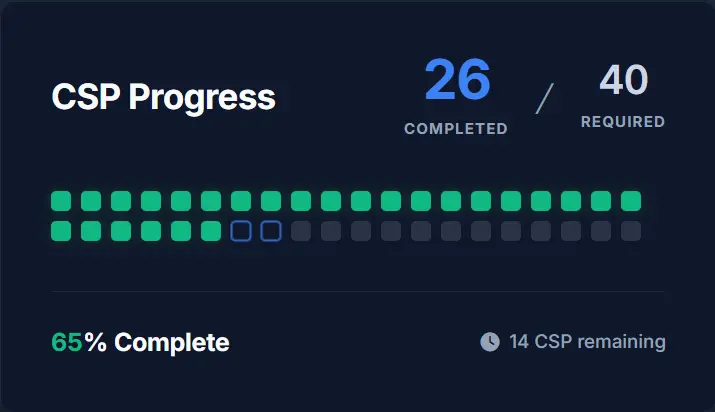 CSP Progress
26 / 40
COMPLETED REQUIRED
65% Complete
14 CSP remaining